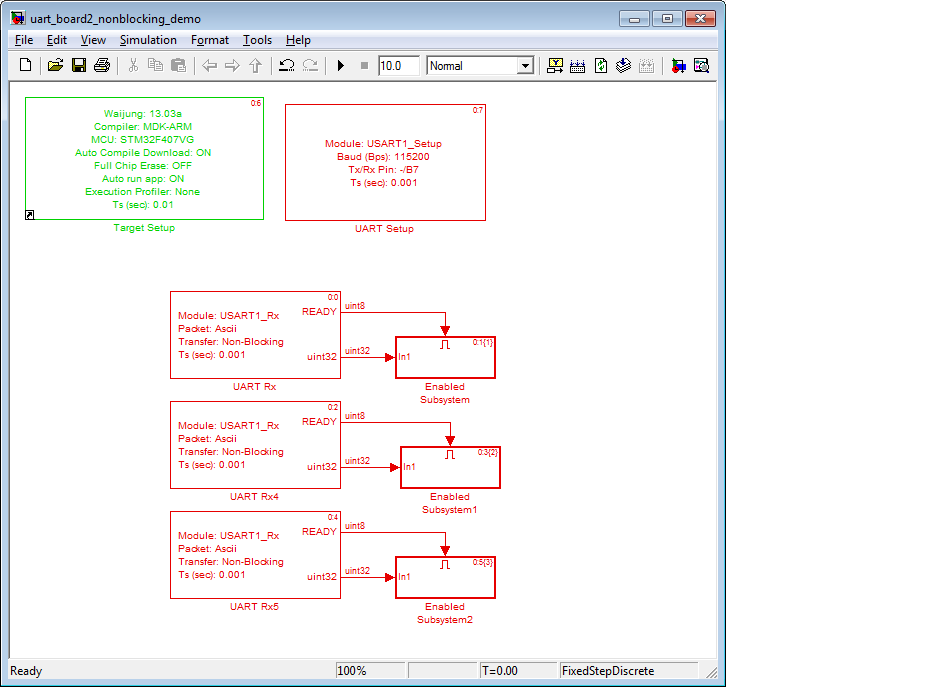 uart_board2_nonblocking_demo
File Edit View Simulation Format Tools Help
10.0 Normal
0:6
Waijung: 13.03a
Compiler: MDK-ARM
MCU: STM32F407VG
Auto Compile Download: ON
Full Chip Erase: OFF
Auto run app: ON
Execution Profiler: None
Ts (sec): 0.01
Target Setup
0:7
Module: USART1_Setup
Baud (Bps): 115200
Tx/Rx Pin: -/B7
Ts (sec): 0.001
UART Setup
0:0
Module: USART1_Rx
Packet: Ascii
Transfer: Non-Blocking
Ts (sec): 0.001
READY
uint32
UART Rx
uint8
uint32
0:1{1}
In1
Enabled
Subsystem
0:2
Module: USART1_Rx
Packet: Ascii
Transfer: Non-Blocking
Ts (sec): 0.001
READY
uint32
UART Rx4
uint8
uint32
0:3{2}
In1
Enabled
Subsystem1
0:4
Module: USART1_Rx
Packet: Ascii
Transfer: Non-Blocking
Ts (sec): 0.001
READY
uint32
UART Rx5
uint8
uint32
0:5{3}
In1
Enabled
Subsystem2
Ready 100% T=0.00 FixedStepDiscrete